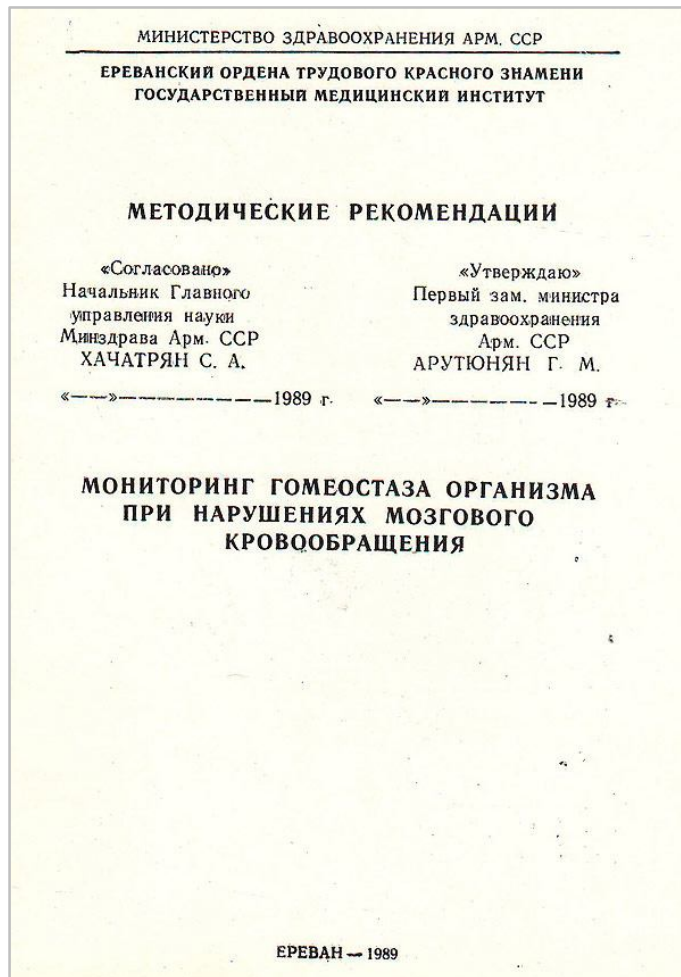 МИНИСТЕРСТВО ЗДРАВООХРАНЕНИЯ АРМ. ССР
ЕРЕВАНСКИЙ ОРДЕНА ТРУДОВОГО КРАСНОГО ЗНАМЕНИ
ГОСУДАРСТВЕННЫЙ МЕДИЦИНСКИЙ ИНСТИТУТ
МЕТОДИЧЕСКИЕ РЕКОМЕНДАЦИИ
«Согласовано»
Начальник Главного
управления науки
Минздрава Арм. ССР
ХАЧАТРЯН С. А.
«——»——————————1989 г.
«Утверждаю»
Первый зам. министра
здравоохранения
Арм. ССР
АРУТЮНЯН Г. М.
«——»——————————1989 г.
МОНИТОРИНГ ГОМЕОСТАЗА ОРГАНИЗМА
ПРИ НАРУШЕНИЯХ МОЗГОВОГО
КРОВООБРАЩЕНИЯ
ЕРЕВАН — 1989